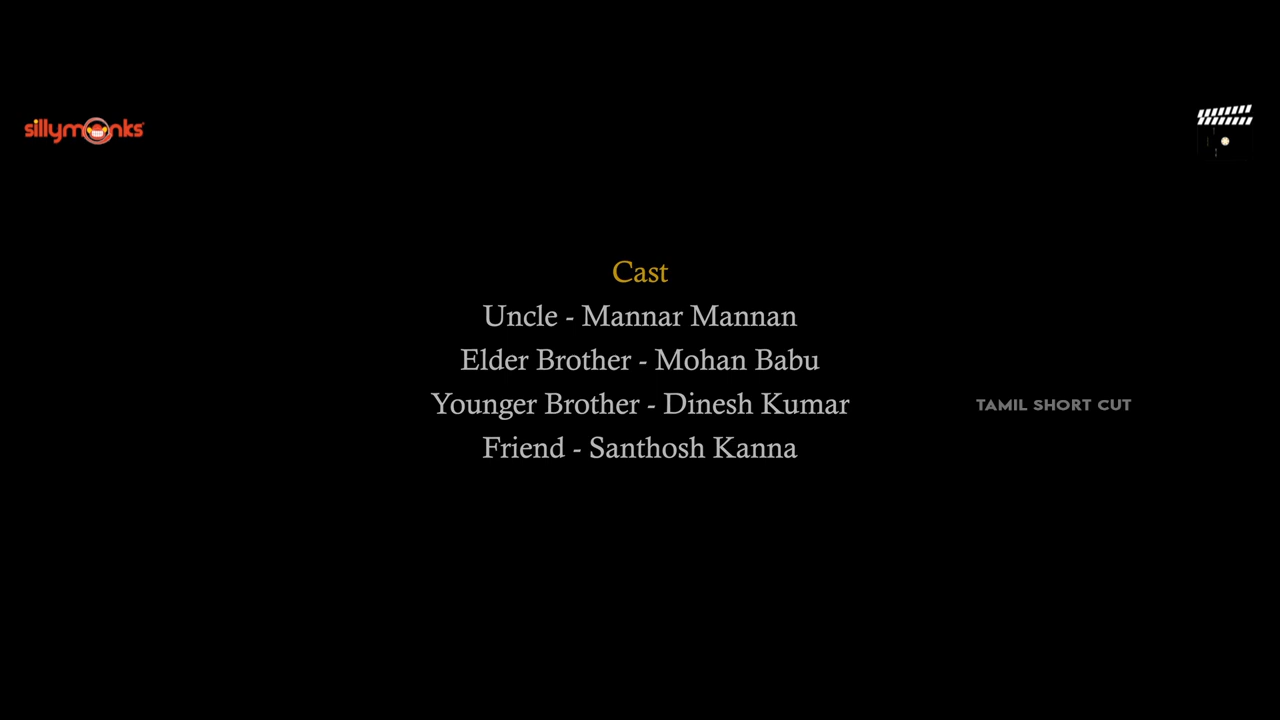 sillymonks
Cast
Uncle - Mannar Mannan
Elder Brother - Mohan Babu
Younger Brother - Dinesh Kumar
TAMIL SHORT CUT
Friend - Santhosh Kanna